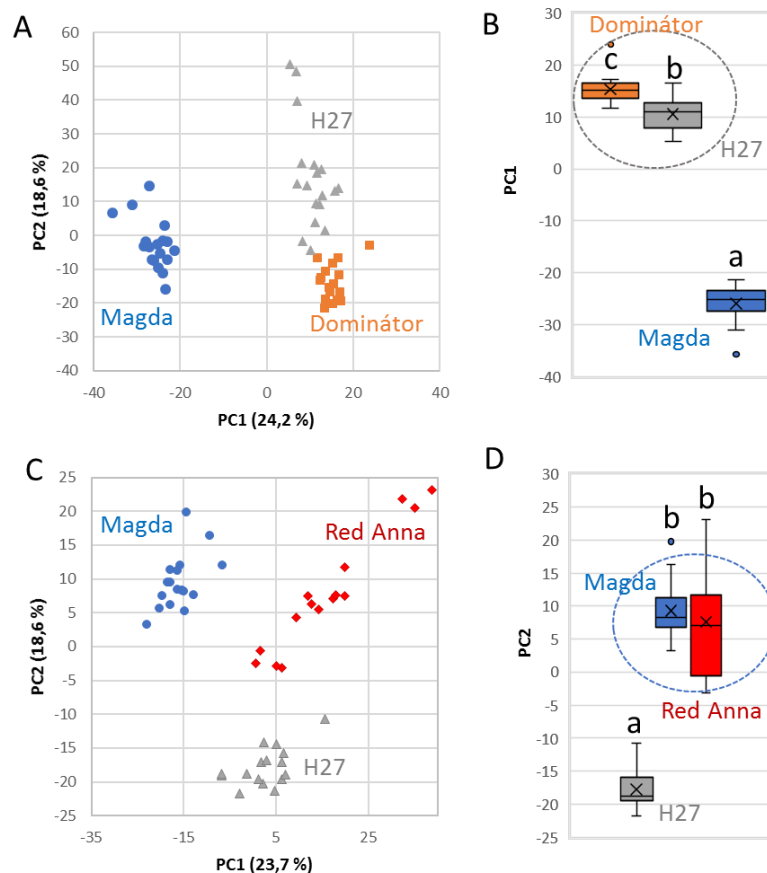 A
60
50
40
30
20
10
0
-10
-20
-30
-40
-40
-20
0
20
40
PC2 (18,6 %)
PC1 (24,2 %)
H27
Magda
Dominátor
B
30
20
10
0
-10
-20
-30
-40
PC1
Dominátor
c
b
H27
a
Magda
C
25
20
15
10
5
0
-5
-10
-15
-20
-25
-35
-15
5
25
PC2 (18,6 %)
PC1 (23,7 %)
Magda
Red Anna
H27
D
30
25
20
15
10
5
0
-5
-10
-15
-20
-25
PC2
b
b
Magda
Red Anna
a
H27